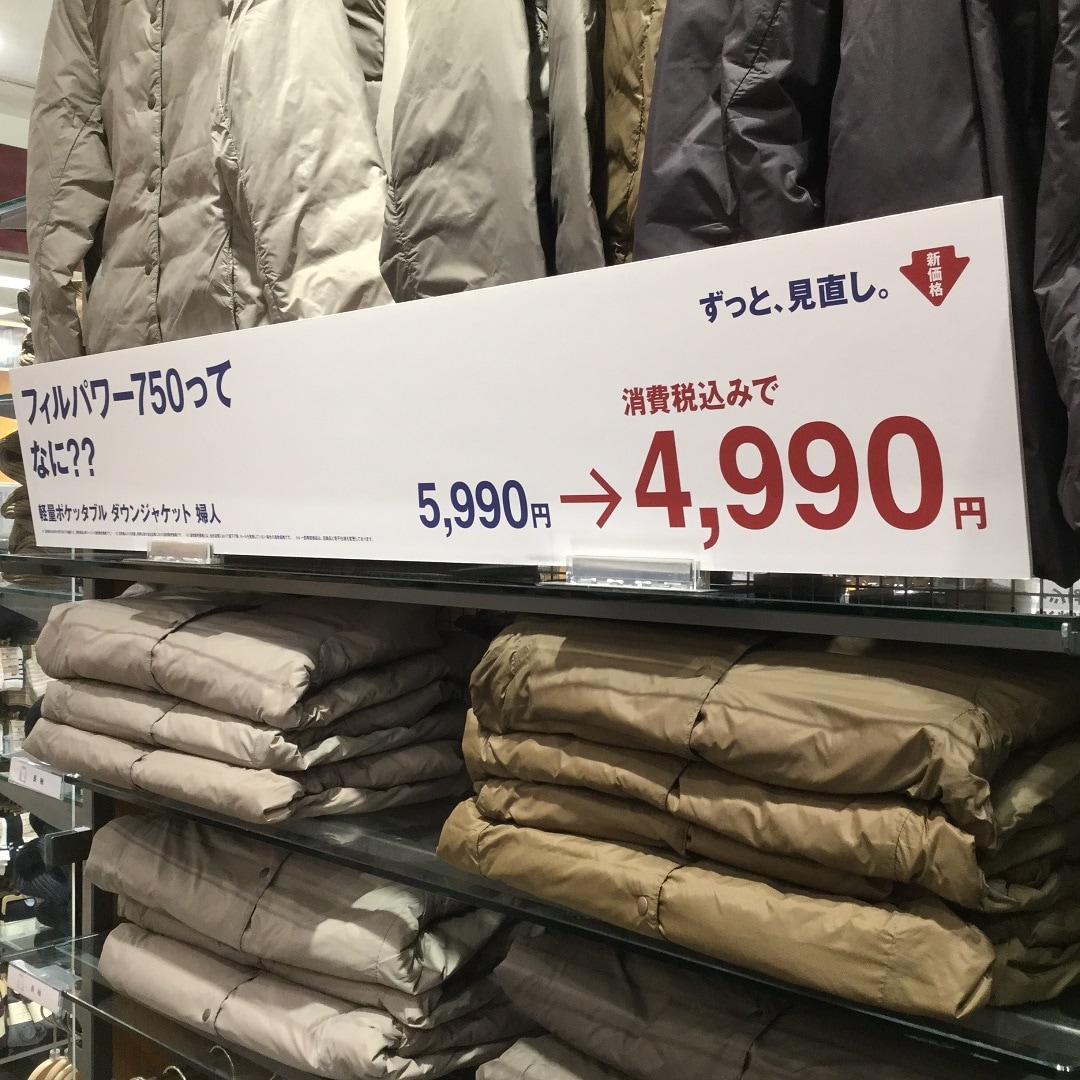 ずっと、見直し。
新価格
フィルパワー750って
なに??
軽量ポケッタブル ダウンジャケット 婦人
消費税込みで
5,990円→4,990円